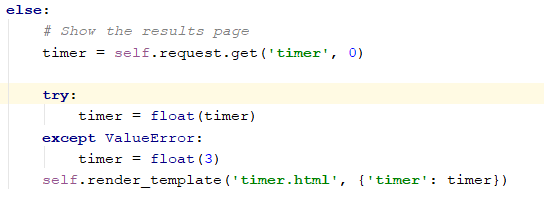 else:
    # Show the results page
    timer = self.request.get('timer', 0)

    try:
        timer = float(timer)
    except ValueError:
        timer = float(3)
    self.render_template('timer.html', {'timer': timer})